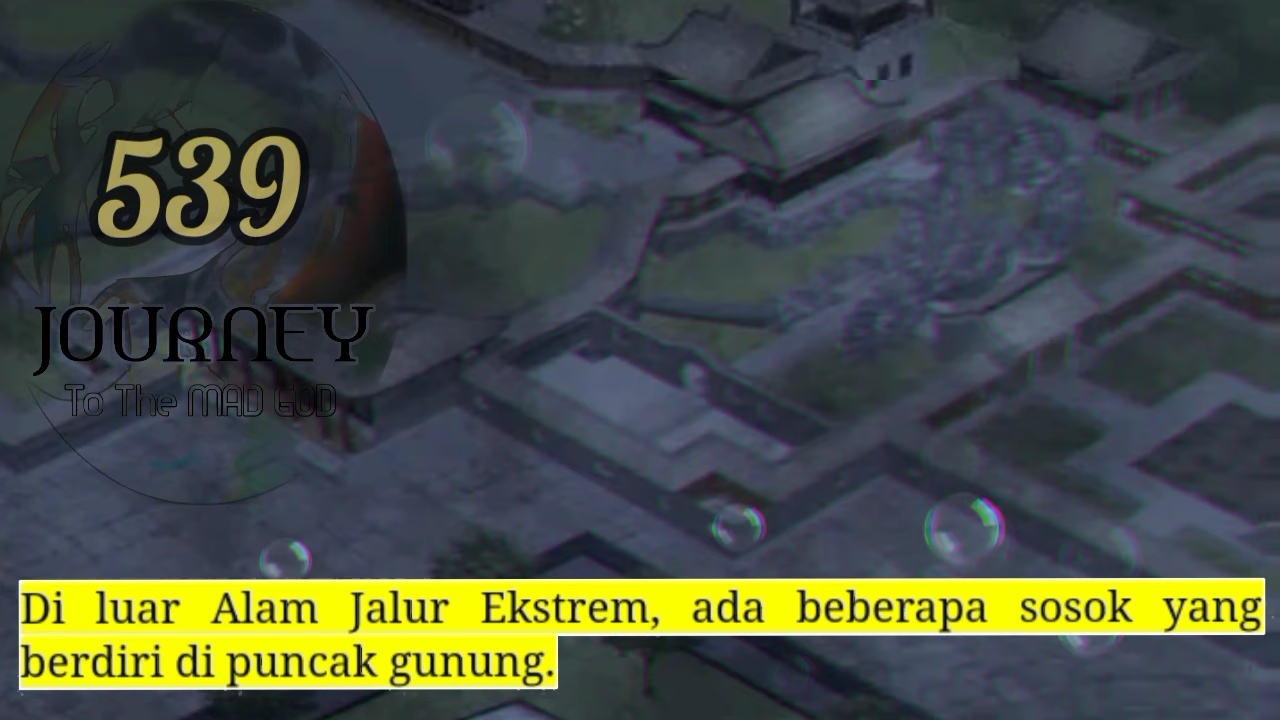 539
JOURNEY
To The MAD GOD
Di luar Alam Jalur Ekstrem, ada beberapa sosok yang
berdiri di puncak gunung.